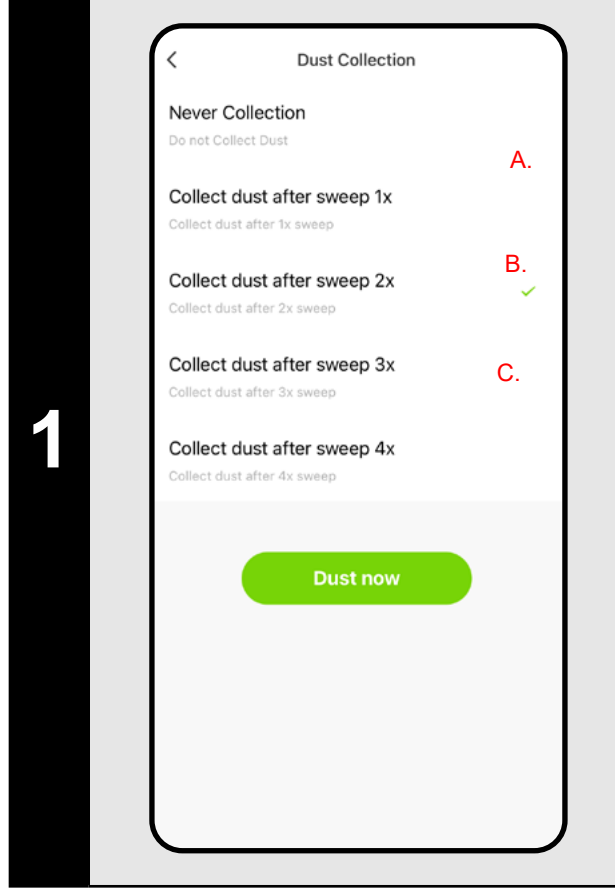 Dust Collection
Never Collection
Do not Collect Dust
A.
Collect dust after sweep 1x
Collect dust after 1x sweep
B.
Collect dust after sweep 2x
Collect dust after 2x sweep
Collect dust after sweep 3x
C.
Collect dust after 3x sweep
1
Collect dust after sweep 4x
Collect dust after 4x sweep
Dust now